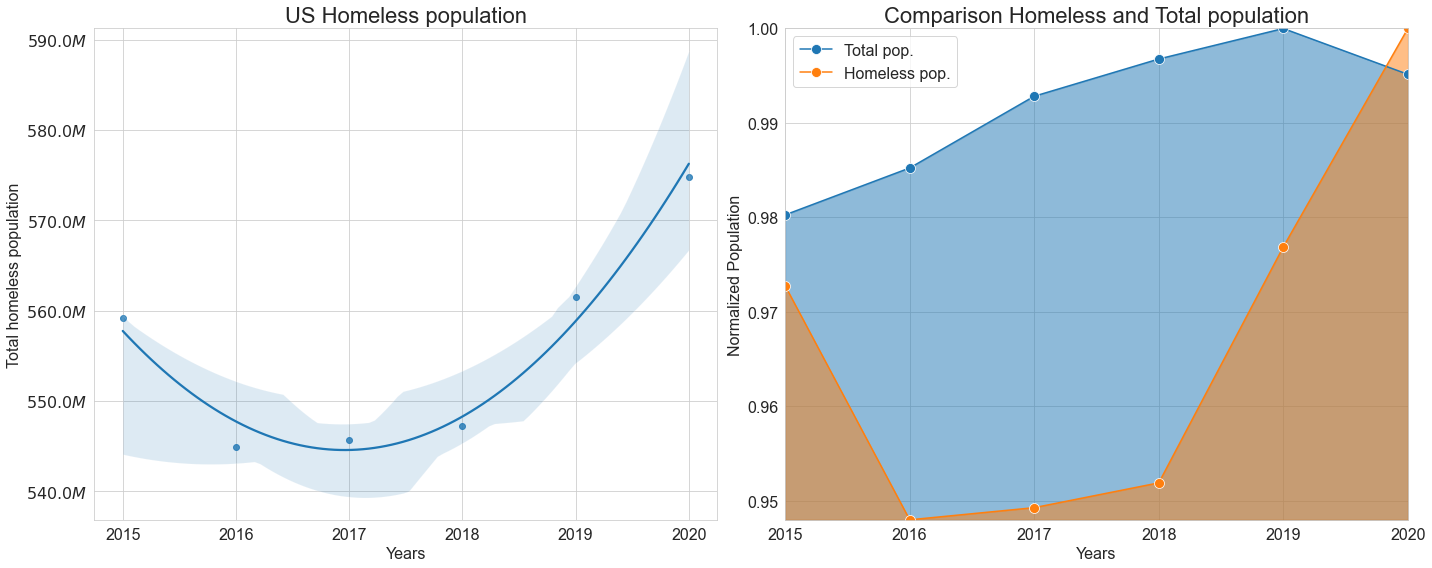 US Homeless population
Total homeless population
590.0M
580.0M
570.0M
560.0M
550.0M
540.0M
2015 2016 2017 2018 2019 2020
Years
Comparison Homeless and Total population
Total pop.
Homeless pop.
Normalized Population
1.00
0.99
0.98
0.97
0.96
0.95
2015 2016 2017 2018 2019 2020
Years